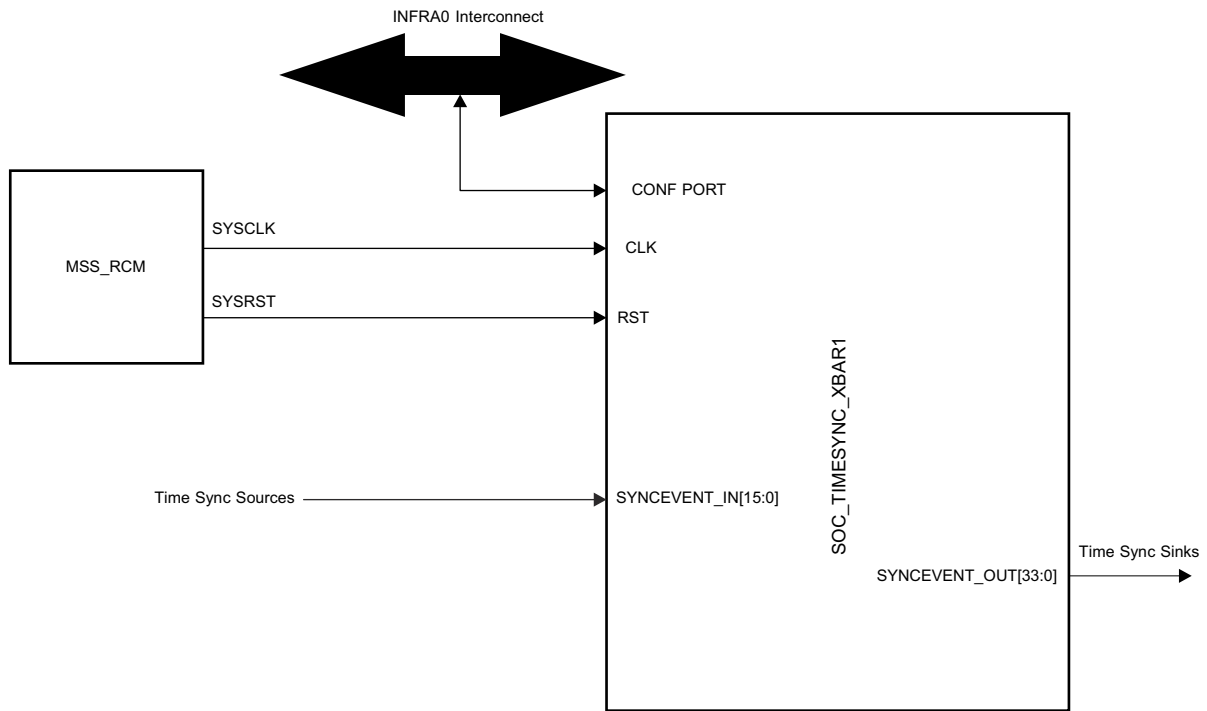 INFRA0 Interconnect
CONF PORT
SYSCLK
CLK
MSS_RCM
SYSRST
RST
SOC_TIMESYNC_XBAR1
Time Sync Sources
SYNCEVENT_IN[15:0]
Time Sync Sinks
SYNCEVENT_OUT[33:0]